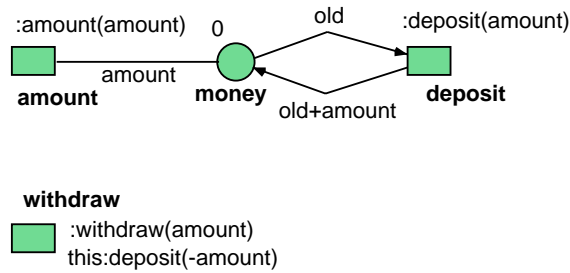 :amount(amount)
0
old
:deposit(amount)
amount
amount
money
deposit
old+amount
withdraw
:withdraw(amount)
this:deposit(-amount)